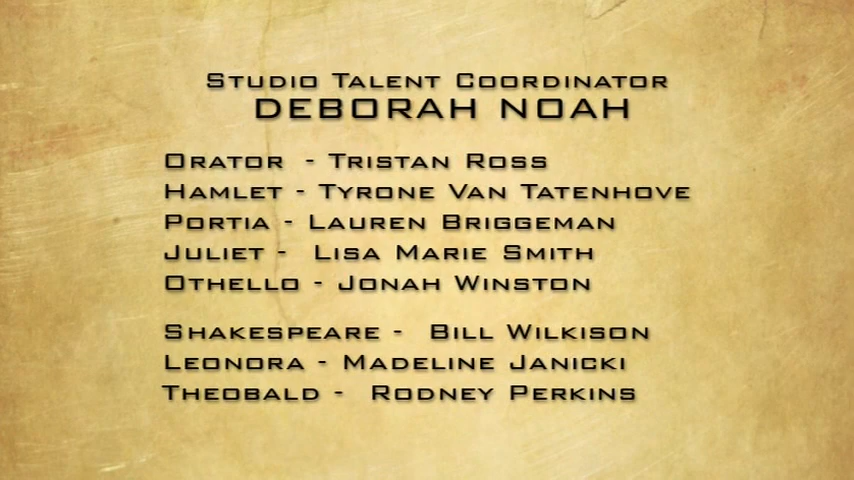 Studio Talent Coordinator
DEBORAH NOAH
Orator - Tristan Ross
Hamlet - Tyrone Van Tatenhove
Portia - Lauren Briggeman
Juliet - Lisa Marie Smith
Othello - Jonah Winston
Shakespeare - Bill Wilkison
Leonora - Madeline Janicki
Theobald - Rodney Perkins